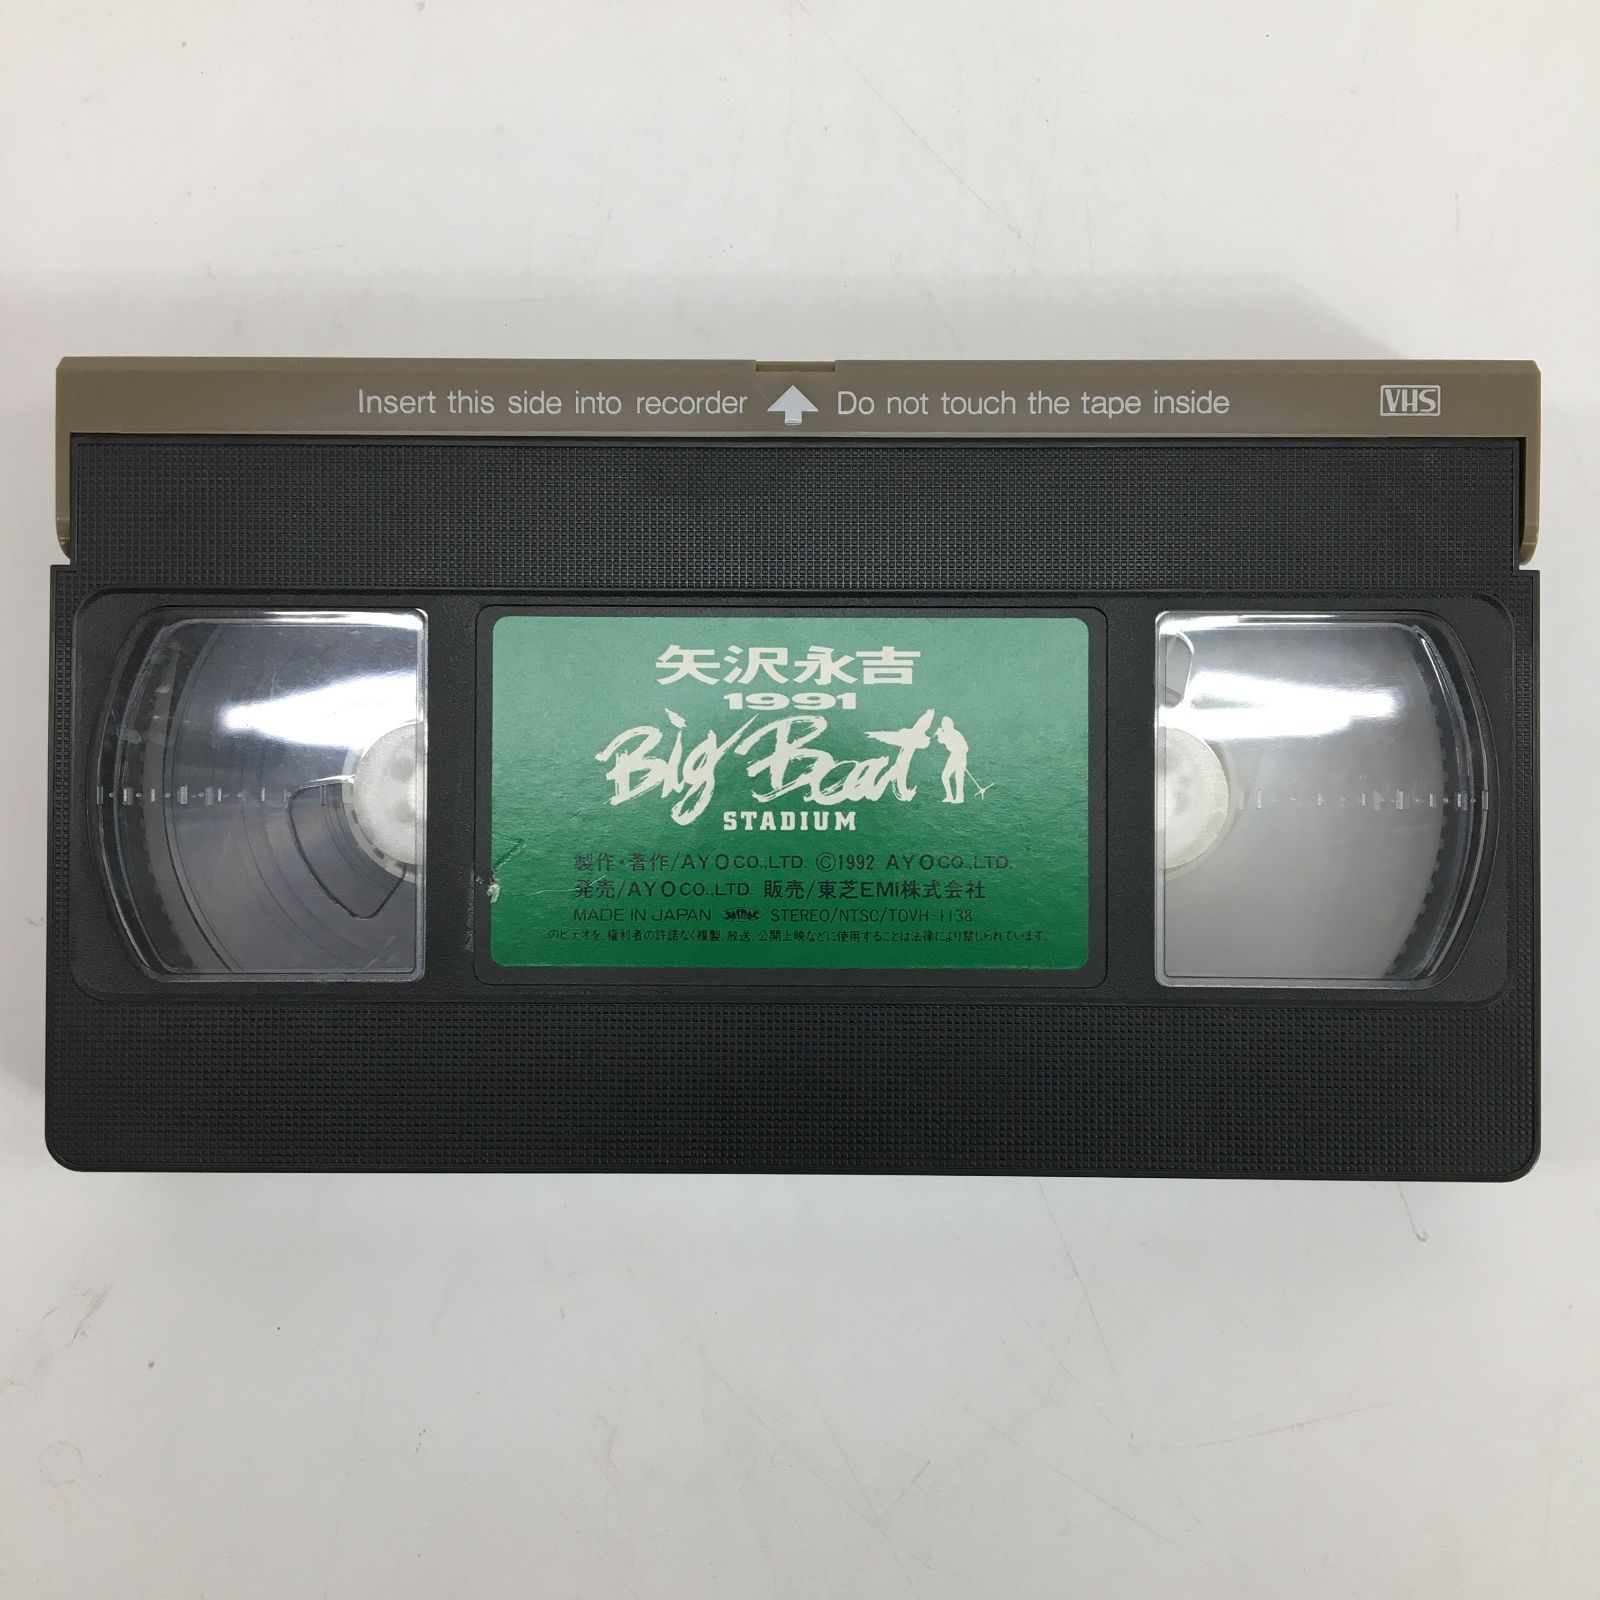 Insert this side into recorder Do not touch the tape inside VHS
矢沢永吉
1991
Big Beat
STADIUM
製作・著作/AYO CO.,LTD. ©1992 AYO CO.,LTD.
発売/AYO CO.,LTD. 販売/東芝EMI株式会社
MADE IN JAPAN STEREO/NTSC/TOVH-1138
このビデオを、権利者の許諾なく複製、放送、公開上映などに使用することは、法律により禁じられています。